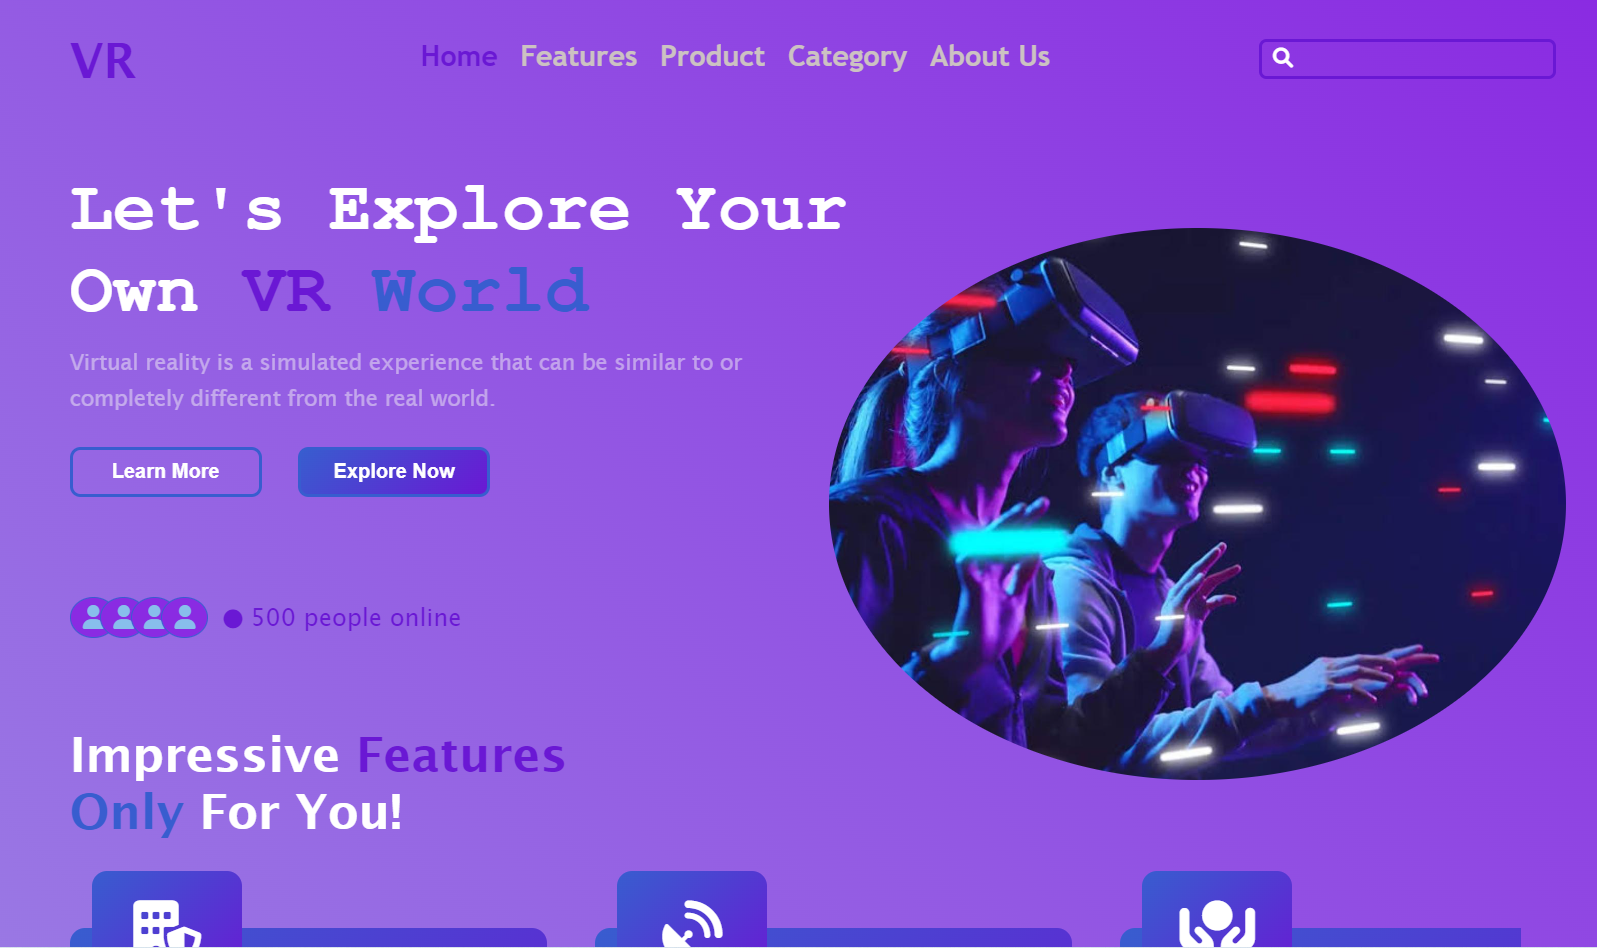 VR
Home Features Product Category About Us
Let's Explore Your
Own VR World
Virtual reality is a simulated experience that can be similar to or
completely different from the real world.
Learn More
Explore Now
500 people online
Impressive Features
Only For You!